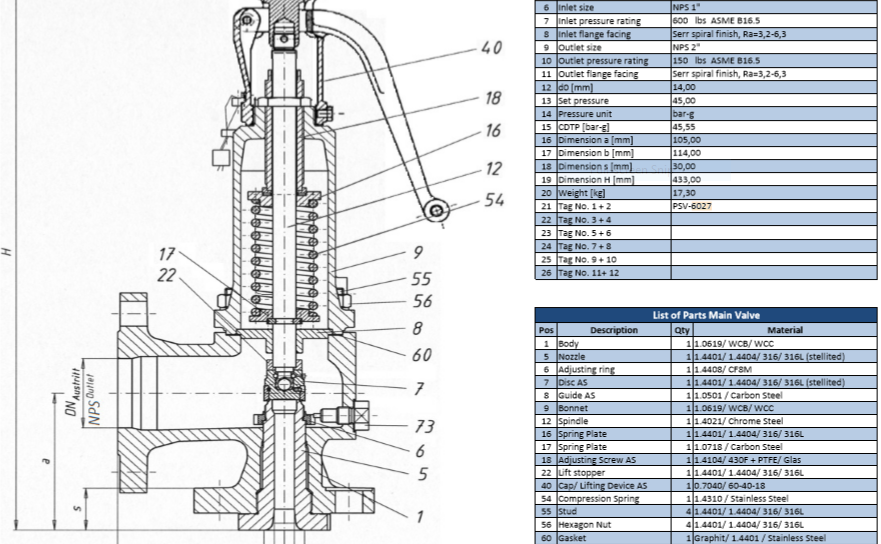 40
18
16
12
54
17
22
9
55
56
8
60
7
73
6
5
1
H
DN Austritt
NPS Outlet
a
s
6 Inlet size NPS 1"
7 Inlet pressure rating 600 lbs ASME B16.5
8 Inlet flange facing Serr spiral finish, Ra=3,2-6,3
9 Outlet size NPS 2"
10 Outlet pressure rating 150 lbs ASME B16.5
11 Outlet flange facing Serr spiral finish, Ra=3,2-6,3
12 d0 [mm] 14,00
13 Set pressure 45,00
14 Pressure unit bar-g
15 CDTP [bar-g] 45,55
16 Dimension a [mm] 105,00
17 Dimension b [mm] 114,00
18 Dimension s [mm] 30,00
19 Dimension H [mm] 433,00
20 Weight [kg] 17,30
21 Tag No. 1 + 2 PSV-6027
22 Tag No. 3 + 4
23 Tag No. 5 + 6
24 Tag No. 7 + 8
25 Tag No. 9 + 10
26 Tag No. 11+ 12
List of Parts Main Valve
Pos Description Qty Material
1 Body 1 1.0619/ WCB/ WCC
5 Nozzle 1 1.4401/ 1.4404/ 316/ 316L (stellited)
6 Adjusting ring 1 1.4408/ CF8M
7 Disc AS 1 1.4401/ 1.4404/ 316/ 316L (stellited)
8 Guide AS 1 1.0501 / Carbon Steel
9 Bonnet 1 1.0619/ WCB/ WCC
12 Spindle 1 1.4021/ Chrome Steel
16 Spring Plate 1 1.4401/ 1.4404/ 316/ 316L
17 Spring Plate 1 1.0718 / Carbon Steel
18 Adjusting Screw AS 1 1.4104/ 430F + PTFE/ Glas
22 Lift stopper 1 1.4401/ 1.4404/ 316/ 316L
40 Cap/ Lifting Device AS 1 0.7040/ 60-40-18
54 Compression Spring 1 1.4310 / Stainless Steel
55 Stud 4 1.4401/ 1.4404/ 316/ 316L
56 Hexagon Nut 4 1.4401/ 1.4404/ 316/ 316L
60 Gasket 1 Graphit/ 1.4401 / Stainless Steel